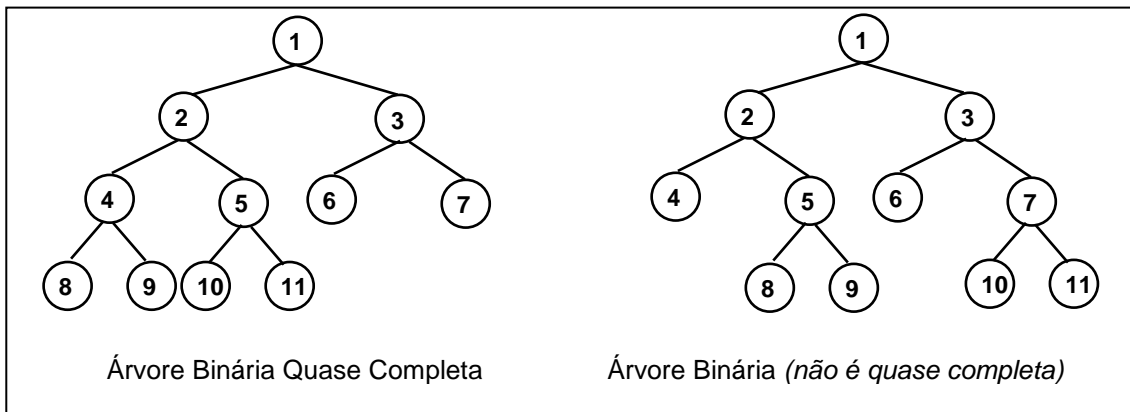 1 1
2 3 2 3
4 5 6 7 4 5 6 7
8 9 10 11 8 9 10 11
Árvore Binária Quase Completa Árvore Binária (não é quase completa)